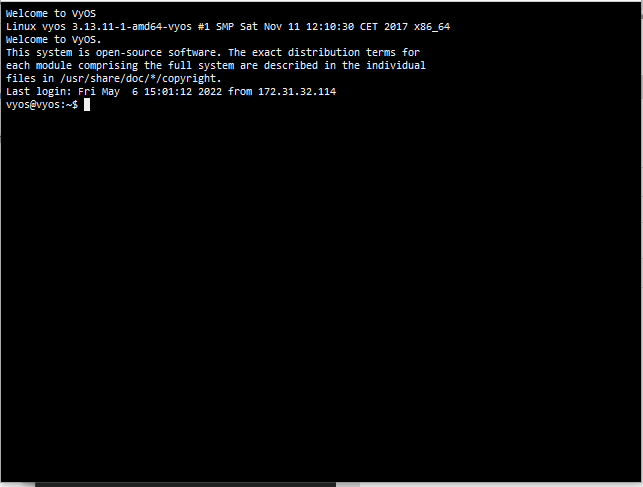 Welcome to VyOS
Linux vyos 3.13.11-1-amd64-vyos #1 SMP Sat Nov 11 12:10:30 CET 2017 x86_64
Welcome to VyOS.
This system is open-source software. The exact distribution terms for
each module comprising the full system are described in the individual
files in /usr/share/doc/*/copyright.
Last login: Fri May  6 15:01:12 2022 from 172.31.32.114
vyos@vyos:~$